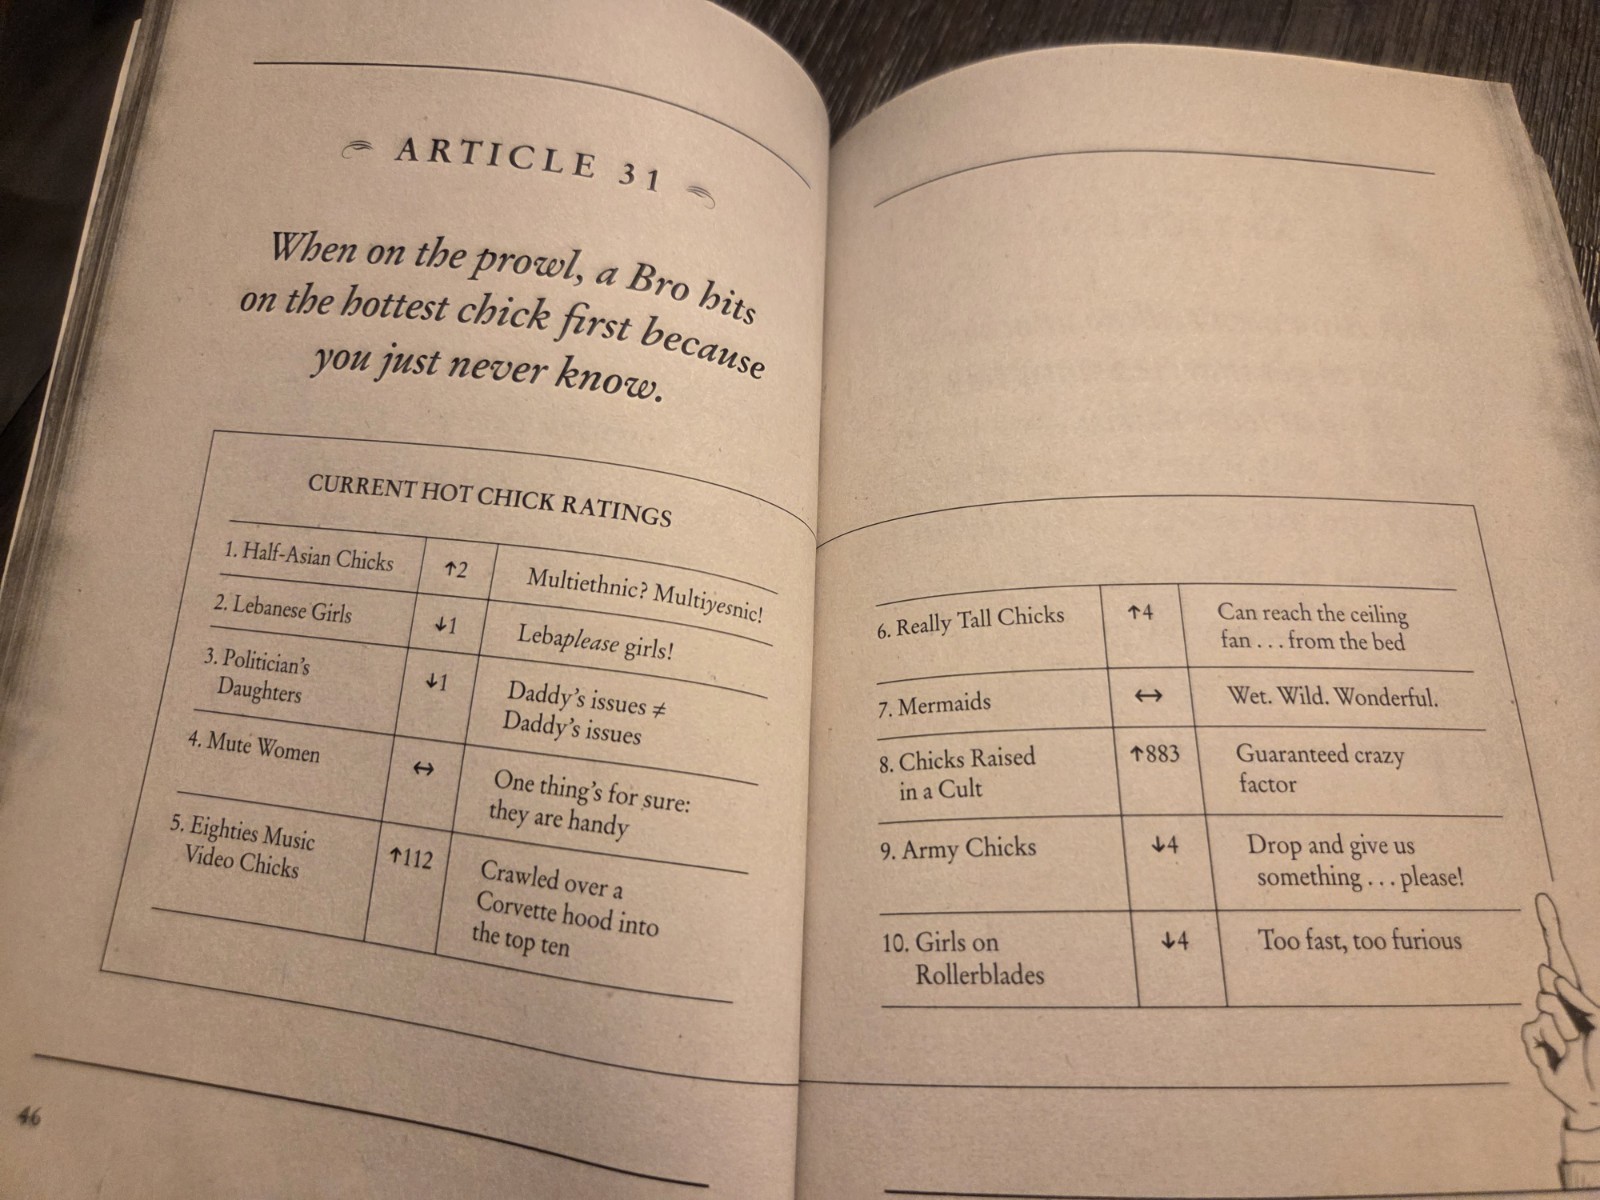 ARTICLE 31
When on the prowl, a Bro hits
on the hottest chick first because
you just never know.
CURRENT HOT CHICK RATINGS
1. Half-Asian Chicks ↑2 Multiethnic? Multiyesnic!
2. Lebanese Girls ↓1 Lebaplease girls!
3. Politician's
Daughters
↓1
Daddy's issues ≠
Daddy's issues
4. Mute Women
↔
One thing's for sure:
they are handy
5. Eighties Music
Video Chicks
↑112
Crawled over a
Corvette hood into
the top ten
46
6. Really Tall Chicks
↑4
Can reach the ceiling
fan . . . from the bed
7. Mermaids ↔ Wet. Wild. Wonderful.
8. Chicks Raised
in a Cult
↑883
Guaranteed crazy
factor
9. Army Chicks
↓4
Drop and give us
something . . . please!
10. Girls on
Rollerblades
↓4
Too fast, too furious